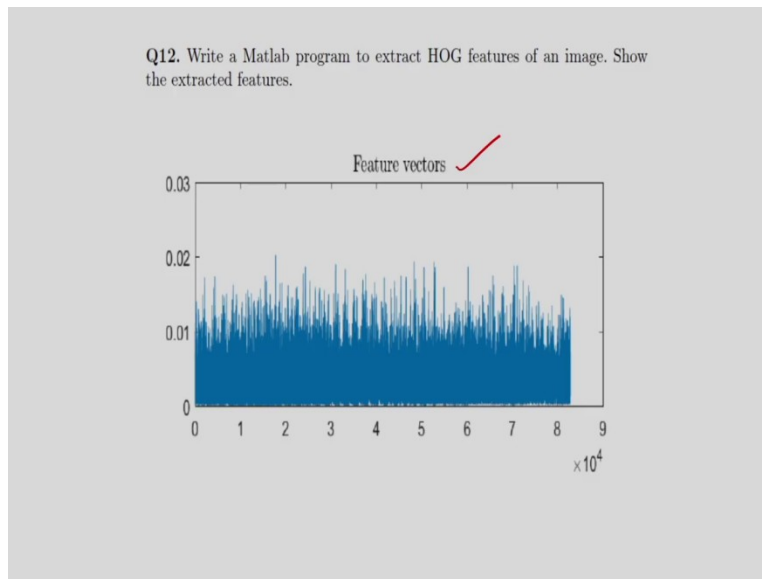 Q12. Write a Matlab program to extract HOG features of an image. Show
the extracted features.
Feature vectors
0.03
0.02
0.01
0
0 1 2 3 4 5 6 7 8 9
×10⁴